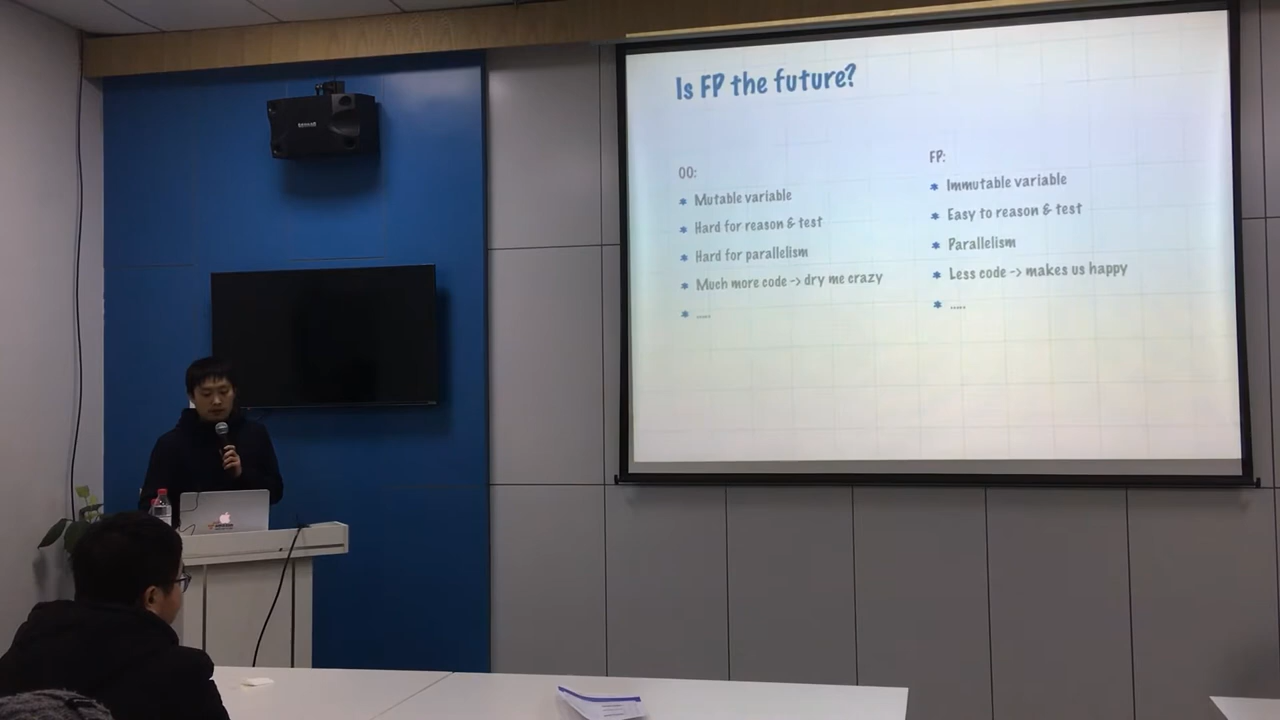 Is FP the future?
OO:
Mutable variable
Hard for reason & test
Hard for parallelism
Much more code -> dry me crazy
.....
FP:
Immutable variable
Easy to reason & test
Parallelism
Less code -> makes us happy
.....